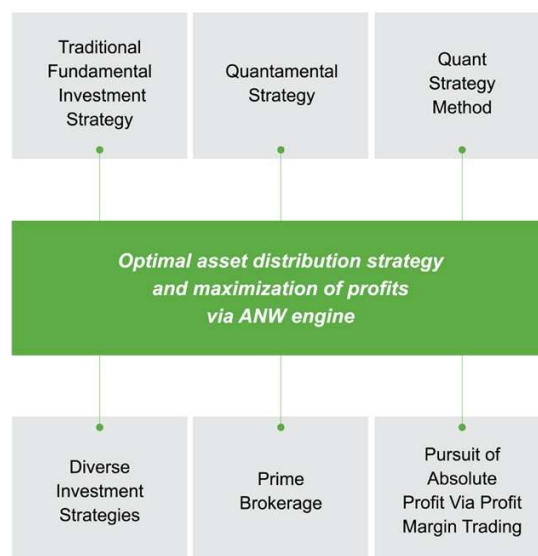 Traditional
Fundamental
Investment
Strategy
Quantamental
Strategy
Quant
Strategy
Method
Optimal asset distribution strategy
and maximization of profits
via ANW engine
Diverse
Investment
Strategies
Prime
Brokerage
Pursuit of
Absolute
Profit Via Profit
Margin Trading